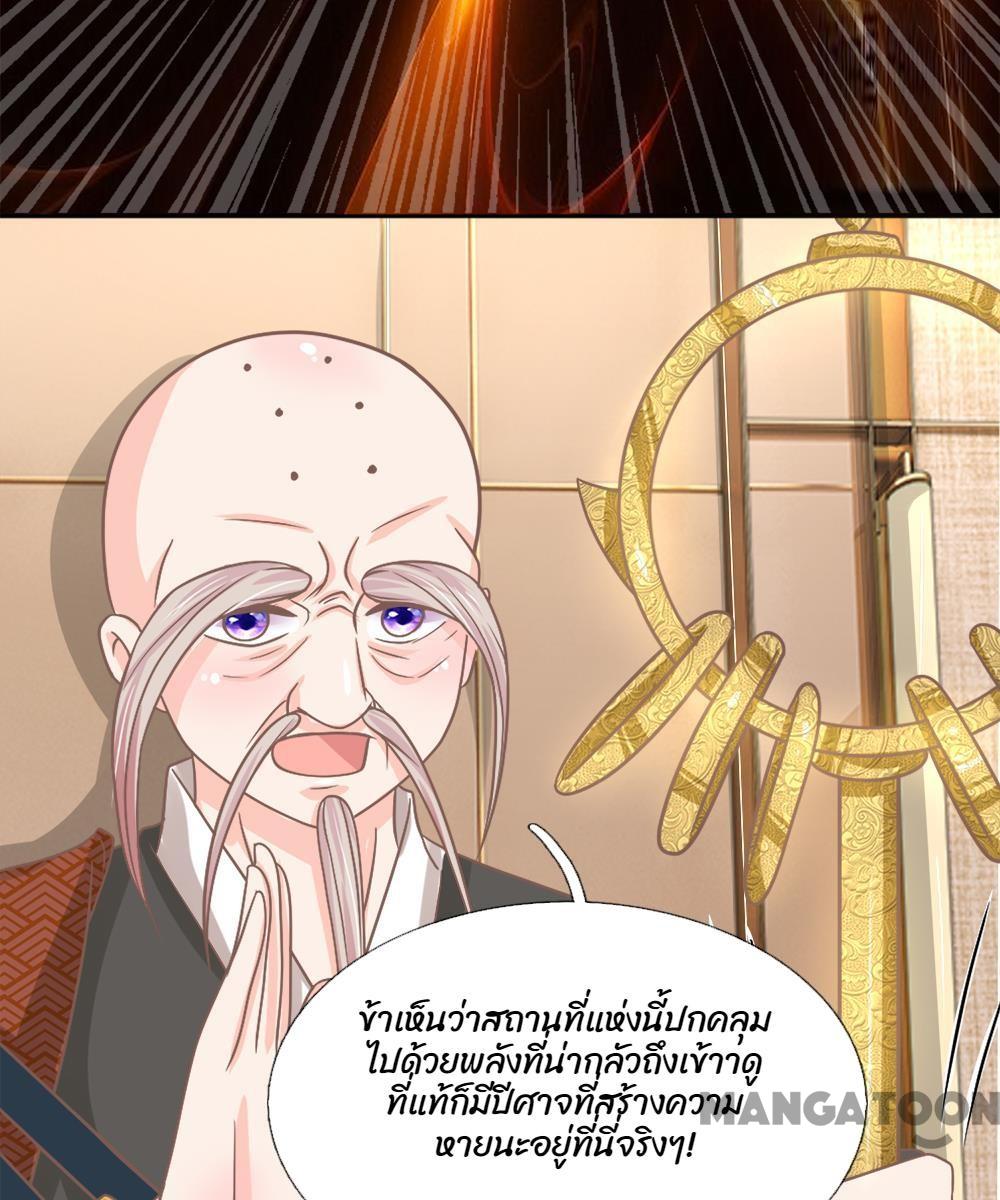 ข้าเห็นว่าสถานที่แห่งนี้ปกคลุม
ไปด้วยพลังที่น่ากลัวถึงเข้าาดู
ที่แท้ก็มีปีศาจที่สร้างความ
หายนะอยู่ที่นี่จริงๆ!
MANGATOON